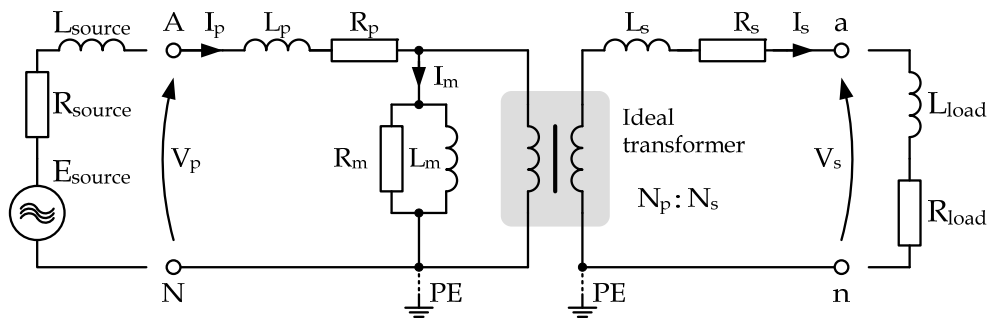 Lsource
A
Ip
Lp
Rp
Ls
Rs
Is
a
Im
Rsource
Esource
Vp
Rm
Lm
Ideal
transformer
Np : Ns
Vs
Lload
Rload
N
PE
PE
n